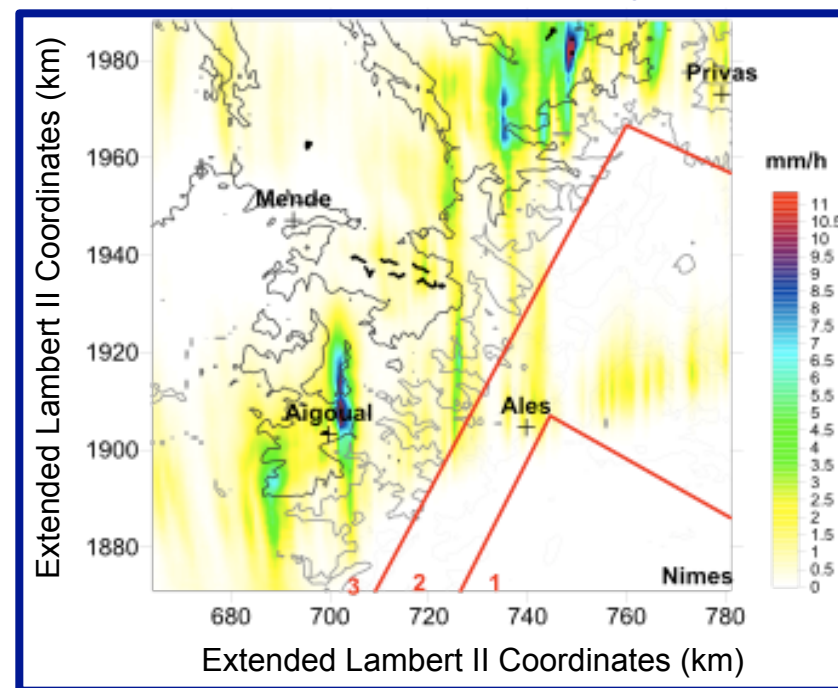 Extended Lambert II Coordinates (km)
1980
1960
1940
1920
1900
1880
Privas
Mende
Aigoual
Ales
Nimes
3 2 1
680 700 720 740 760 780
Extended Lambert II Coordinates (km)
mm/h
11
10.5
10
9.5
9
8.5
8
7.5
7
6.5
6
5.5
5
4.5
4
3.5
3
2.5
2
1.5
1
0.5
0